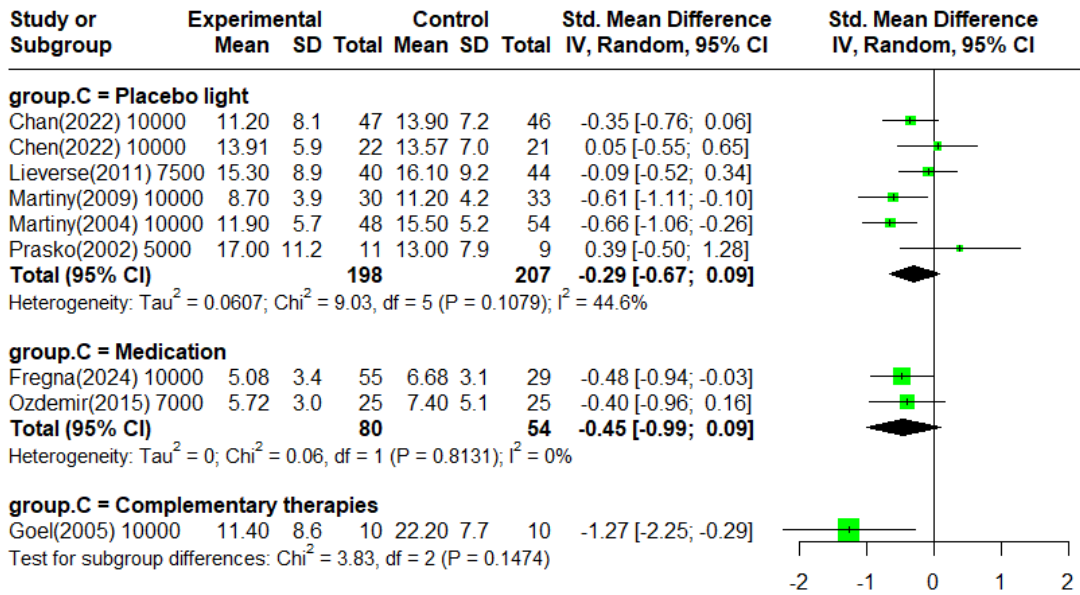 Study or Experimental Control Std. Mean Difference Std. Mean Difference
Subgroup Mean SD Total Mean SD Total IV, Random, 95% CI IV, Random, 95% CI
group.C = Placebo light
Chan(2022) 10000 11.20 8.1 47 13.90 7.2 46 -0.35 [-0.76; 0.06]
Chen(2022) 10000 13.91 5.9 22 13.57 7.0 21 0.05 [-0.55; 0.65]
Lieverse(2011) 7500 15.30 8.9 40 16.10 9.2 44 -0.09 [-0.52; 0.34]
Martiny(2009) 10000 8.70 3.9 30 11.20 4.2 33 -0.61 [-1.11; -0.10]
Martiny(2004) 10000 11.90 5.7 48 15.50 5.2 54 -0.66 [-1.06; -0.26]
Prasko(2002) 5000 17.00 11.2 11 13.00 7.9 9 0.39 [-0.50; 1.28]
Total (95% CI) 198 207 -0.29 [-0.67; 0.09]
Heterogeneity: Tau² = 0.0607; Chi² = 9.03, df = 5 (P = 0.1079); I² = 44.6%
group.C = Medication
Fregna(2024) 10000 5.08 3.4 55 6.68 3.1 29 -0.48 [-0.94; -0.03]
Ozdemir(2015) 7000 5.72 3.0 25 7.40 5.1 25 -0.40 [-0.96; 0.16]
Total (95% CI) 80 54 -0.45 [-0.99; 0.09]
Heterogeneity: Tau² = 0; Chi² = 0.06, df = 1 (P = 0.8131); I² = 0%
group.C = Complementary therapies
Goel(2005) 10000 11.40 8.6 10 22.20 7.7 10 -1.27 [-2.25; -0.29]
Test for subgroup differences: Chi² = 3.83, df = 2 (P = 0.1474)
-2 -1 0 1 2